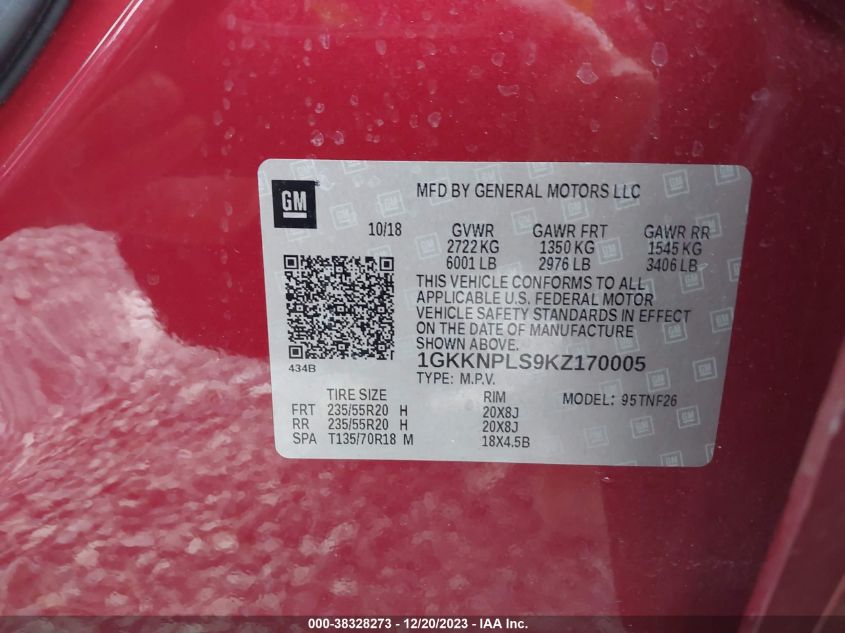 GM
MFD BY GENERAL MOTORS LLC
10/18 GVWR GAWR FRT GAWR RR
2722 KG 1350 KG 1545 KG
6001 LB 2976 LB 3406 LB
THIS VEHICLE CONFORMS TO ALL
APPLICABLE U.S. FEDERAL MOTOR
VEHICLE SAFETY STANDARDS IN EFFECT
ON THE DATE OF MANUFACTURE
SHOWN ABOVE.
434B
1GKKNPLS9KZ170005
TYPE: M.P.V.
TIRE SIZE RIM MODEL: 95TNF26
FRT 235/55R20 H 20X8J
RR 235/55R20 H 20X8J
SPA T135/70R18 M 18X4.5B
000-38328273 - 12/20/2023 - IAA Inc.